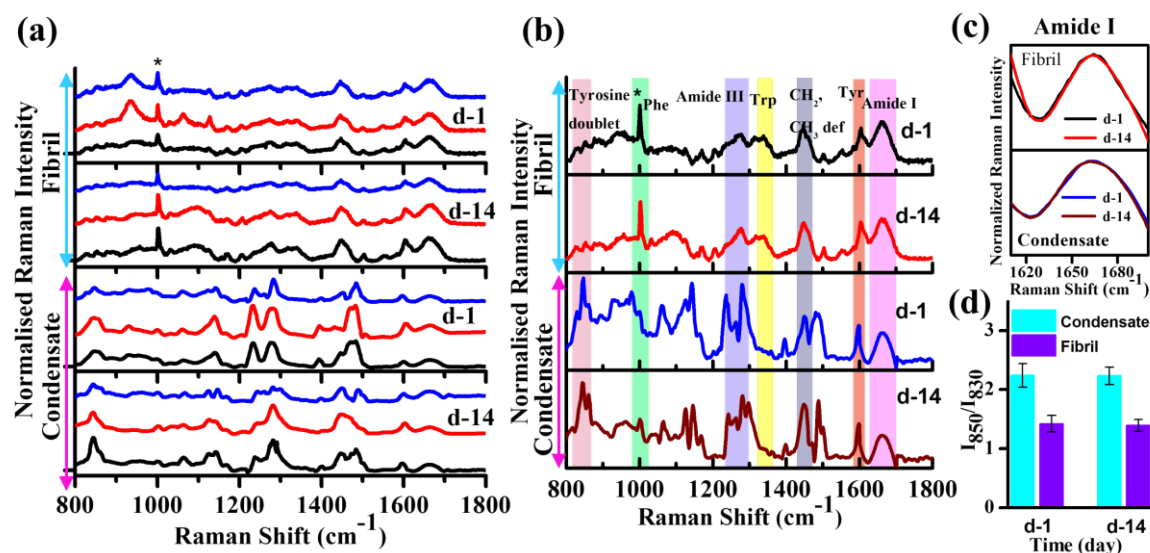 (a)
*
d-1
d-14
d-1
d-14
Fibril
Condensate
Normalised Raman Intensity
800 1000 1200 1400 1600 1800
Raman Shift (cm-1)
(b)
Tyrosine
doublet
* Phe
Amide III
Trp
CH2,
CH3 def
Tyr
Amide I
d-1
d-14
d-1
d-14
Fibril
Condensate
Normalised Raman Intensity
800 1000 1200 1400 1600 1800
Raman Shift (cm-1)
(c)
Amide I
Fibril
d-1
d-14
d-1
d-14
Condensate
Normalized Raman Intensity
1620 1650 1680
Raman Shift (cm-1)
(d)
3
2
1
0
Condensate
Fibril
I850/I830
d-1 d-14
Time (day)